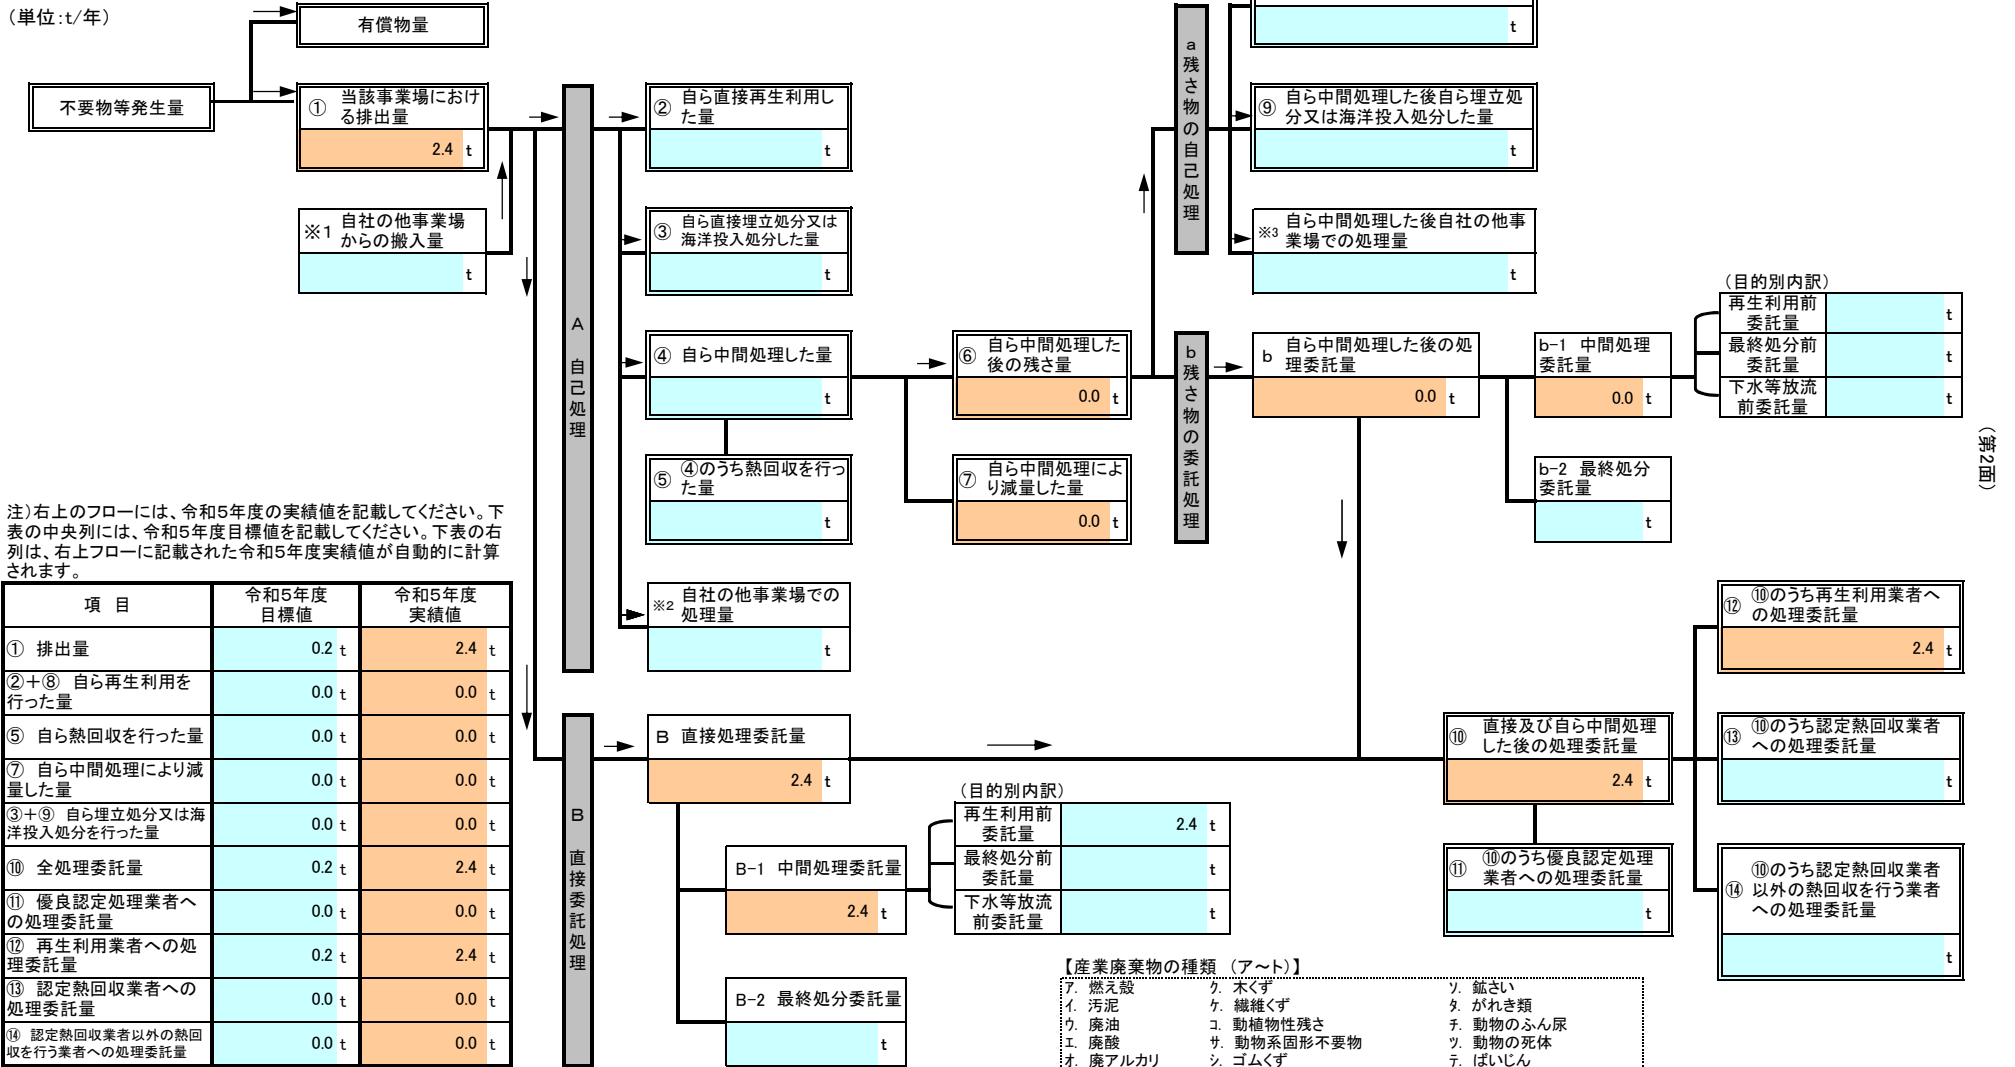 (単位:t/年)
有償物量
t
不要物等発生量
① 当該事業場におけ
る排出量
2.4 t
② 自ら直接再生利用し
た量
t
a 残さ物の自己処理
⑨ 自ら中間処理した後自ら埋立処
分又は海洋投入処分した量
t
※1 自社の他事業場
からの搬入量
t
③ 自ら直接埋立処分又は
海洋投入処分した量
t
※3 自ら中間処理した後自社の他事
業場での処理量
t
A 自己処理
④ 自ら中間処理した量
t
⑥ 自ら中間処理した
後の残さ量
0.0 t
b 残さ物の委託処理
b 自ら中間処理した後の処
理委託量
0.0 t
b-1 中間処理
委託量
0.0 t
(目的別内訳)
再生利用前
委託量
t
最終処分前
委託量
t
下水等放流
前委託量
t
(第2面)
⑤ ④のうち熱回収を行っ
た量
t
⑦ 自ら中間処理によ
り減量した量
0.0 t
b-2 最終処分
委託量
t
※2 自社の他事業場での
処理量
t
注)右上のフローには、令和5年度の実績値を記載してください。下
表の中央列には、令和5年度目標値を記載してください。下表の右
列は、右上フローに記載された令和5年度実績値が自動的に計算
されます。
項 目 令和5年度 目標値 令和5年度 実績値
① 排出量 0.2 t 2.4 t
②+⑧ 自ら再生利用を
行った量 0.0 t 0.0 t
⑤ 自ら熱回収を行った量 0.0 t 0.0 t
⑦ 自ら中間処理により減
量した量 0.0 t 0.0 t
③+⑨ 自ら埋立処分又は海
洋投入処分を行った量 0.0 t 0.0 t
⑩ 全処理委託量 0.2 t 2.4 t
⑪ 優良認定処理業者へ
の処理委託量 0.0 t 0.0 t
⑫ 再生利用業者への処
理委託量 0.2 t 2.4 t
⑬ 認定熱回収業者への
処理委託量 0.0 t 0.0 t
⑭ 認定熱回収業者以外の熱回
収を行う業者への処理委託量 0.0 t 0.0 t
B 直接委託処理
B 直接処理委託量
2.4 t
B-1 中間処理委託量
2.4 t
B-2 最終処分委託量
t
(目的別内訳)
再生利用前
委託量
2.4 t
最終処分前
委託量
t
下水等放流
前委託量
t
⑩ 直接及び自ら中間処理
した後の処理委託量
2.4 t
⑪ ⑩のうち優良認定処理
業者への処理委託量
t
⑫ ⑩のうち再生利用業者へ
の処理委託量
2.4 t
⑬ ⑩のうち認定熱回収業者
への処理委託量
t
⑭ ⑩のうち認定熱回収業者
以外の熱回収を行う業者
への処理委託量
t
【産業廃棄物の種類 (ア~ト)】
ア. 燃え殻 ク. 木くず ソ. 鉱さい
イ. 汚泥 ケ. 繊維くず タ. がれき類
ウ. 廃油 コ. 動植物性残さ チ. 動物のふん尿
エ. 廃酸 サ. 動物系固形不要物 ツ. 動物の死体
オ. 廃アルカリ シ. ゴムくず テ. ばいじん